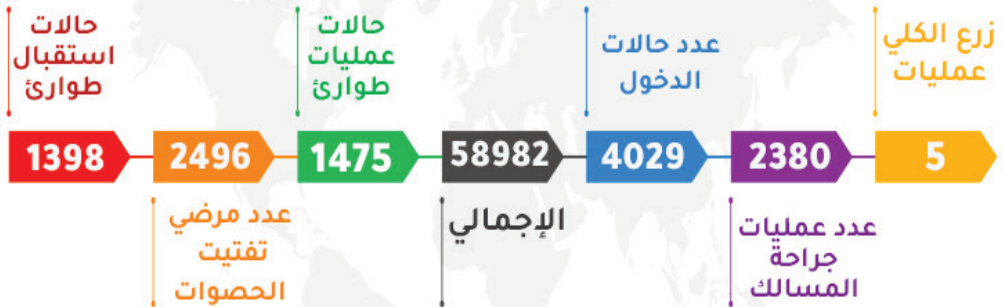 زرع الكلي
عمليات
5
2380
عدد عمليات
جراحة
المسالك
عدد حالات
الدخول
4029
58982
الإجمالي
حالات
عمليات
طوارئ
1475
2496
عدد مرضي
تفتيت
الحصوات
حالات
استقبال
طوارئ
1398